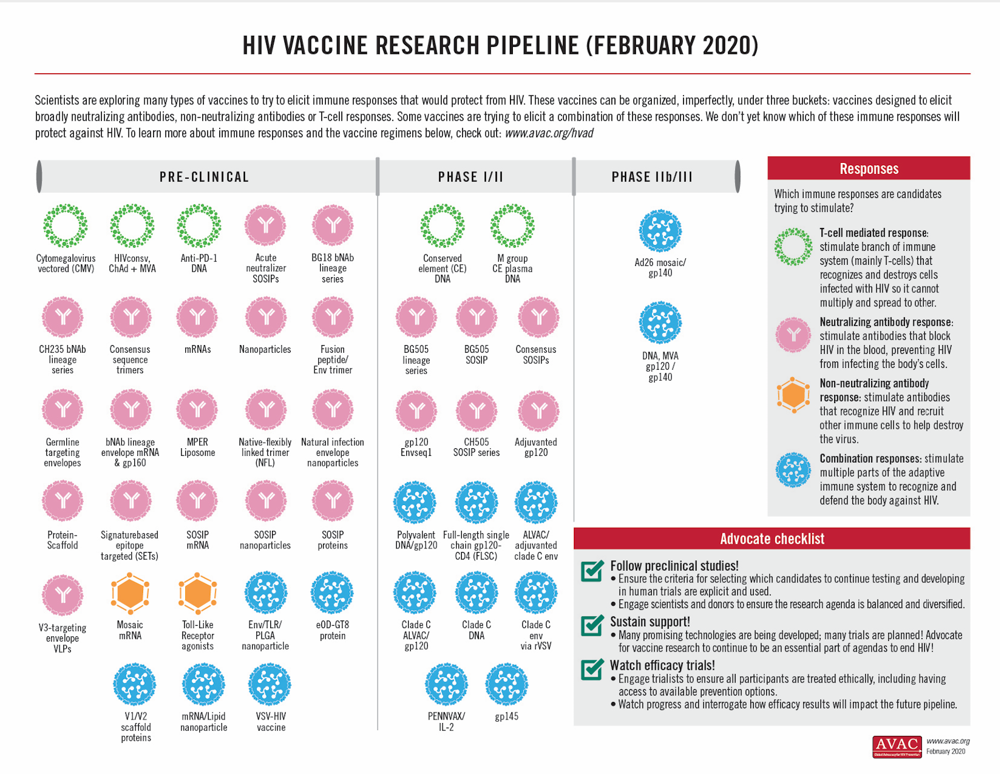 HIV VACCINE RESEARCH PIPELINE (FEBRUARY 2020)
Scientists are exploring many types of vaccines to try to elicit immune responses that would protect from HIV. These vaccines can be organized, imperfectly, under three buckets: vaccines designed to elicit
broadly neutralizing antibodies, non-neutralizing antibodies or T-cell responses. Some vaccines are trying to elicit a combination of these responses. We don't yet know which of these immune responses will
protect against HIV. To learn more about immune responses and the vaccine regimens below, check out: www.avac.org/hvad
PRE-CLINICAL
Cytomegalovirus
vectored (CMV)
HIVconsv,
ChAd + MVA
Anti-PD-1
DNA
Acute
neutralizer
SOSIPs
BG18 bNAb
lineage
series
CH235 bNAb
lineage
series
Consensus
sequence
trimers
mRNAs
Nanoparticles
Fusion
peptide/
Env trimer
Germline
targeting
envelopes
bNAb lineage
envelope mRNA
& gp160
MPER
Liposome
Native-flexibly
linked trimer
(NFL)
Natural infection
envelope
nanoparticles
Protein-
Scaffold
Signaturebased
epitope
targeted (SETs)
SOSIP
mRNA
SOSIP
nanoparticles
SOSIP
proteins
V3-targeting
envelope
VLPs
Mosaic
mRNA
Toll-Like
Receptor
agonists
Env/TLR/
PLGA
nanoparticle
eOD-GT8
protein
V1/V2
scaffold
proteins
mRNA/Lipid
nanoparticle
VSV-HIV
vaccine
PHASE I/II
Conserved
element (CE)
DNA
M group
CE plasma
DNA
BG505
lineage
series
BG505
SOSIP
Consensus
SOSIPs
gp120
Envseq1
CH505
SOSIP series
Adjuvanted
gp120
Polyvalent
DNA/gp120
Full-length single
chain gp120-
CD4 (FLSC)
ALVAC/
adjuvanted
clade C env
Clade C
ALVAC/
gp120
Clade C
DNA
Clade C
env
via rVSV
PENNVAX/
IL-2
gp145
PHASE IIb/III
Ad26 mosaic/
gp140
DNA, MVA
gp120 /
gp140
Responses
Which immune responses are candidates
trying to stimulate?
T-cell mediated response:
stimulate branch of immune
system (mainly T-cells) that
recognizes and destroys cells
infected with HIV so it cannot
multiply and spread to other.
Neutralizing antibody response:
stimulate antibodies that block
HIV in the blood, preventing HIV
from infecting the body's cells.
Non-neutralizing antibody
response: stimulate antibodies
that recognize HIV and recruit
other immune cells to help destroy
the virus.
Combination responses: stimulate
multiple parts of the adaptive
immune system to recognize and
defend the body against HIV.
Advocate checklist
Follow preclinical studies!
• Ensure the criteria for selecting which candidates to continue testing and developing
in human trials are explicit and used.
• Engage scientists and donors to ensure the research agenda is balanced and diversified.
Sustain support!
• Many promising technologies are being developed; many trials are planned! Advocate
for vaccine research to continue to be an essential part of agendas to end HIV!
Watch efficacy trials!
• Engage trialists to ensure all participants are treated ethically, including having
access to available prevention options.
• Watch progress and interrogate how efficacy results will impact the future pipeline.
AVAC
Global Advocacy for HIV Prevention
www.avac.org
February 2020